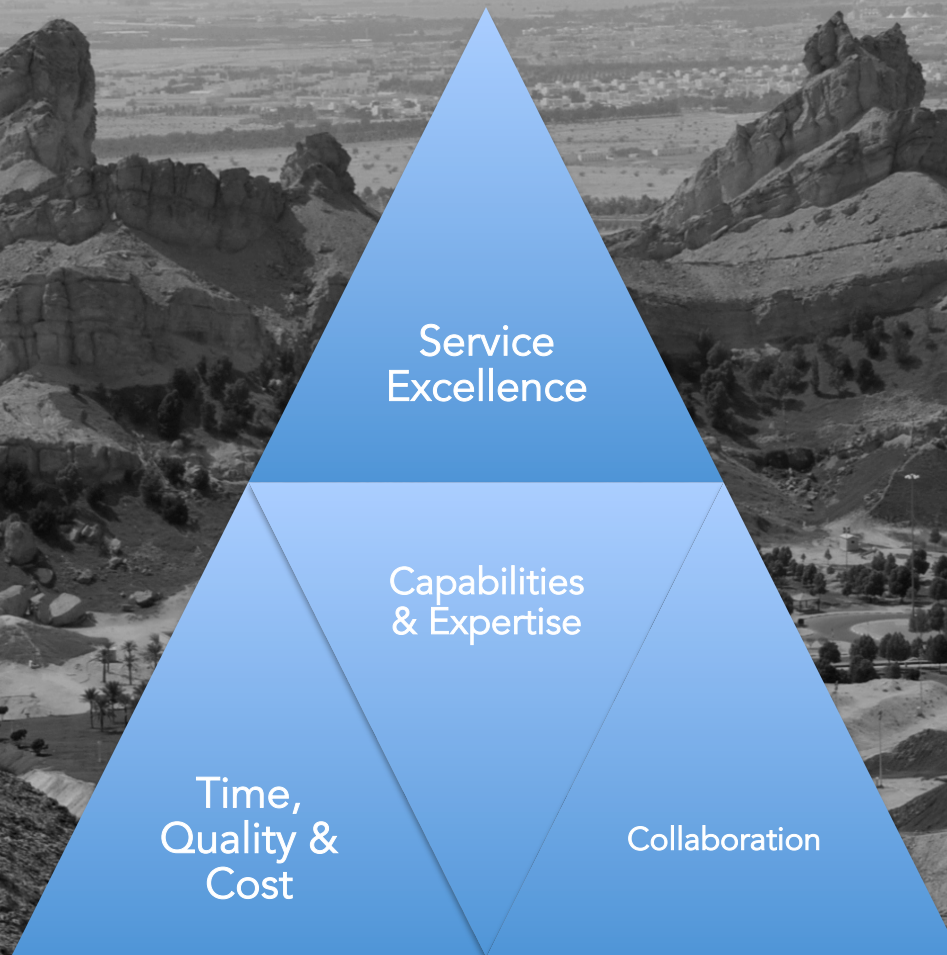 Service
Excellence
Capabilities
& Expertise
Time,
Quality &
Cost
Collaboration